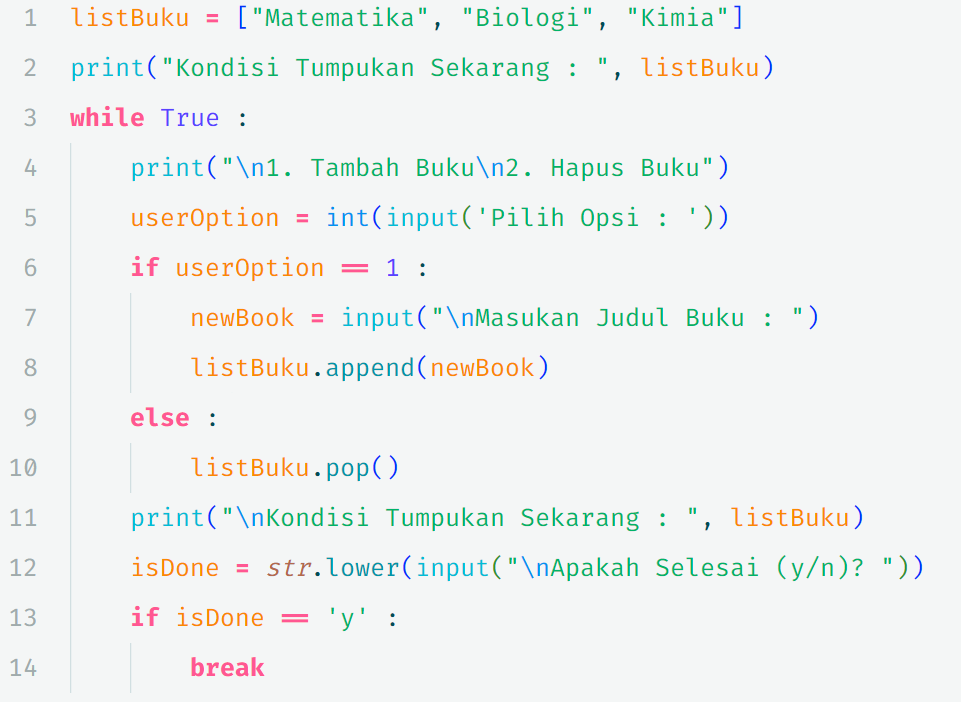 1 listBuku = ["Matematika", "Biologi", "Kimia"]
2 print("Kondisi Tumpukan Sekarang : ", listBuku)
3 while True :
4     print("\n1. Tambah Buku\n2. Hapus Buku")
5     userOption = int(input('Pilih Opsi : '))
6     if userOption == 1 :
7         newBook = input("\nMasukan Judul Buku : ")
8         listBuku.append(newBook)
9     else :
10         listBuku.pop()
11     print("\nKondisi Tumpukan Sekarang : ", listBuku)
12     isDone = str.lower(input("\nApakah Selesai (y/n)? "))
13     if isDone == 'y' :
14         break